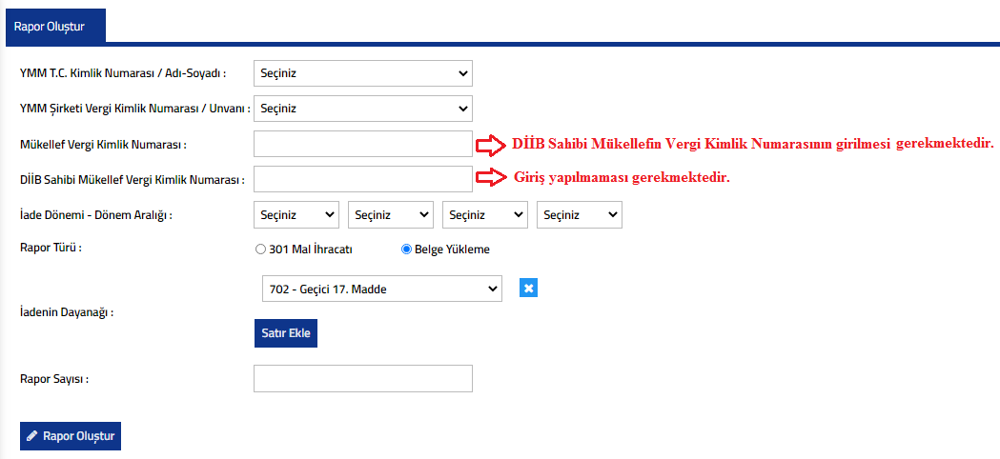 Rapor Oluştur
YMM T.C. Kimlik Numarası / Adı-Soyadı : Seçiniz
YMM Şirketi Vergi Kimlik Numarası / Unvanı : Seçiniz
Mükellef Vergi Kimlik Numarası : DİİB Sahibi Mükellefin Vergi Kimlik Numarasının girilmesi gerekmektedir.
DİİB Sahibi Mükellef Vergi Kimlik Numarası : Giriş yapılmaması gerekmektedir.
İade Dönemi - Dönem Aralığı : Seçiniz Seçiniz Seçiniz Seçiniz
Rapor Türü : 301 Mal İhracatı Belge Yükleme
702 - Geçici 17. Madde
İadenin Dayanağı :
Satır Ekle
Rapor Sayısı :
Rapor Oluştur